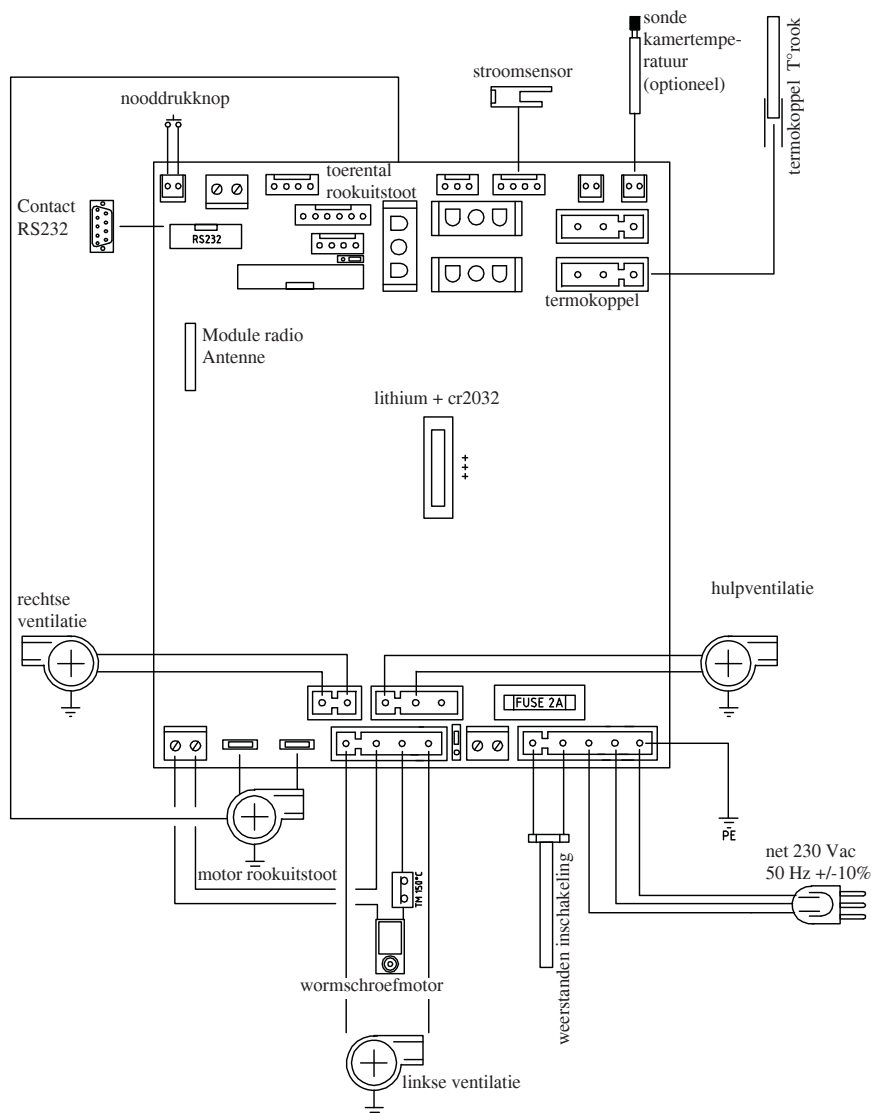 sonde
kamertempe-
ratuur
(optioneel)
termokoppel T°rook
stroomsensor
nooddrukknop
toerental
rookuitstoot
Contact
RS232
RS232
termokoppel
Module radio
Antenne
lithium + cr2032
+++
rechtse
ventilatie
hulpventilatie
FUSE 2A
PE
motor rookuitstoot
TM 150°C
net 230 Vac
50 Hz +/-10%
weerstanden inschakeling
wormschroefmotor
linkse ventilatie